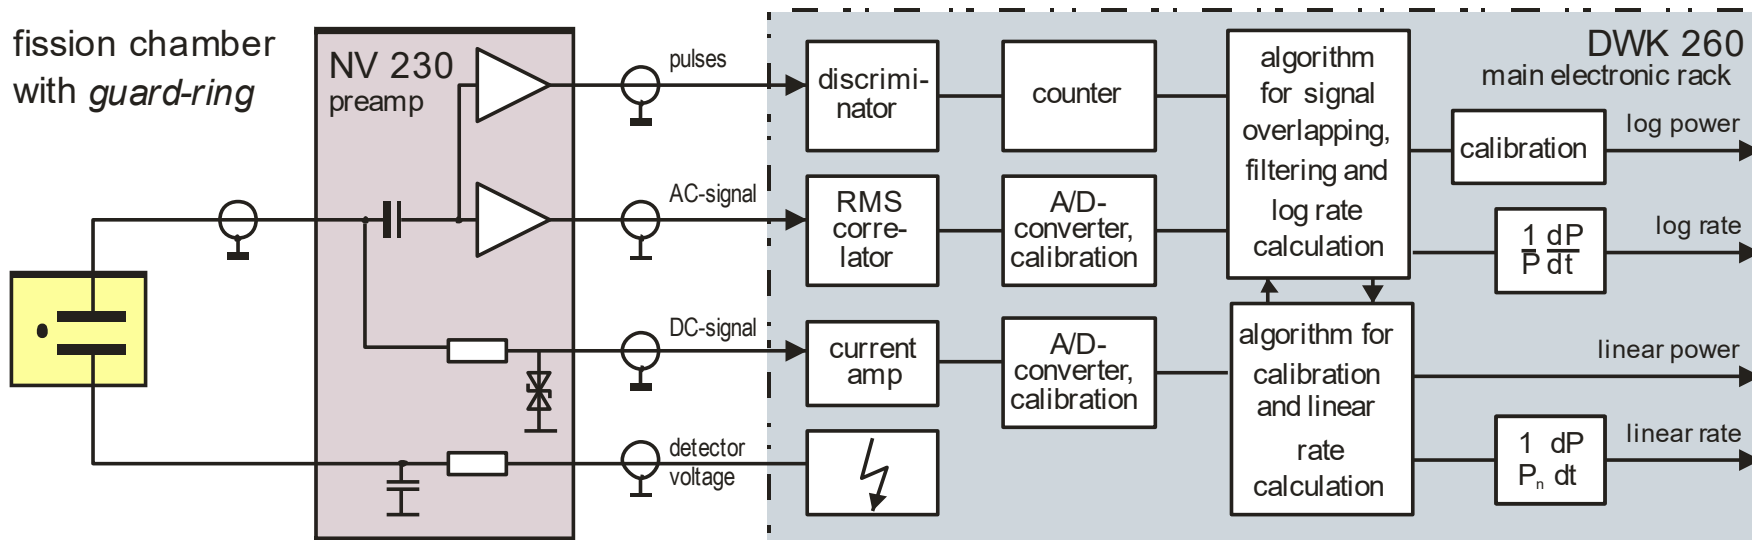 fission chamber
with guard-ring
NV 230
preamp
pulses
AC-signal
DC-signal
detector
voltage
DWK 260
main electronic rack
discrimi-
nator
counter
algorithm
for signal
overlapping,
filtering and
log rate
calculation
calibration
log power
RMS
corre-
lator
A/D-
converter,
calibration
1 dP
P dt
log rate
current
amp
A/D-
converter,
calibration
algorithm for
calibration
and linear
rate
calculation
linear power
1 dP
Pn dt
linear rate